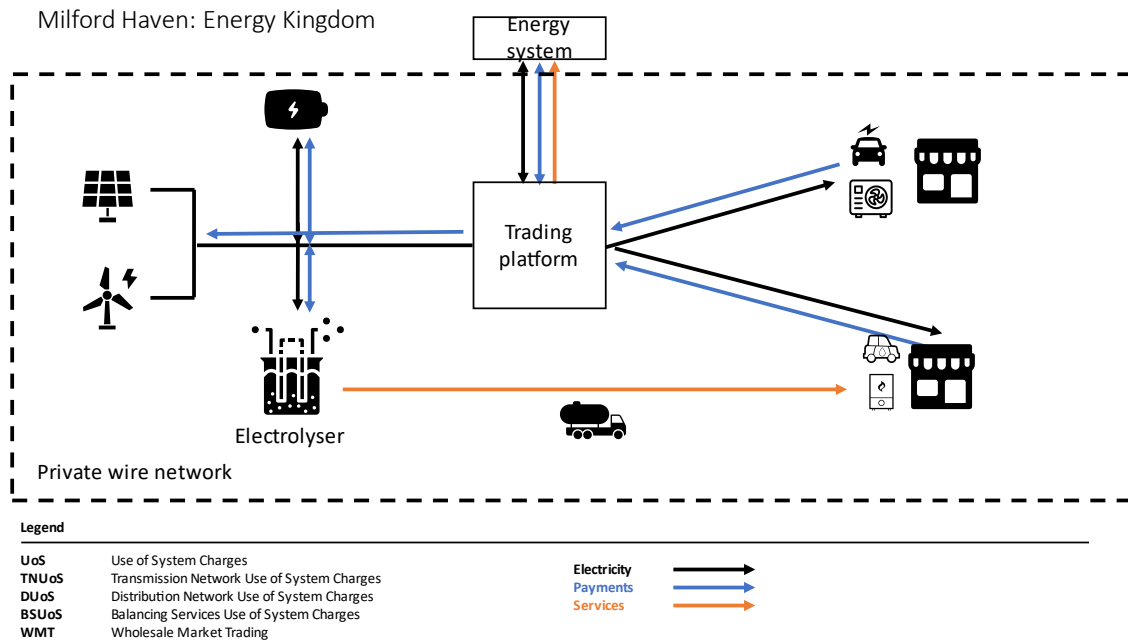 Milford Haven: Energy Kingdom
Energy
system
Trading
platform
Electrolyser
Private wire network
Legend
UoS Use of System Charges
TNUoS Transmission Network Use of System Charges
DUoS Distribution Network Use of System Charges
BSUoS Balancing Services Use of System Charges
WMT Wholesale Market Trading
Electricity
Payments
Services